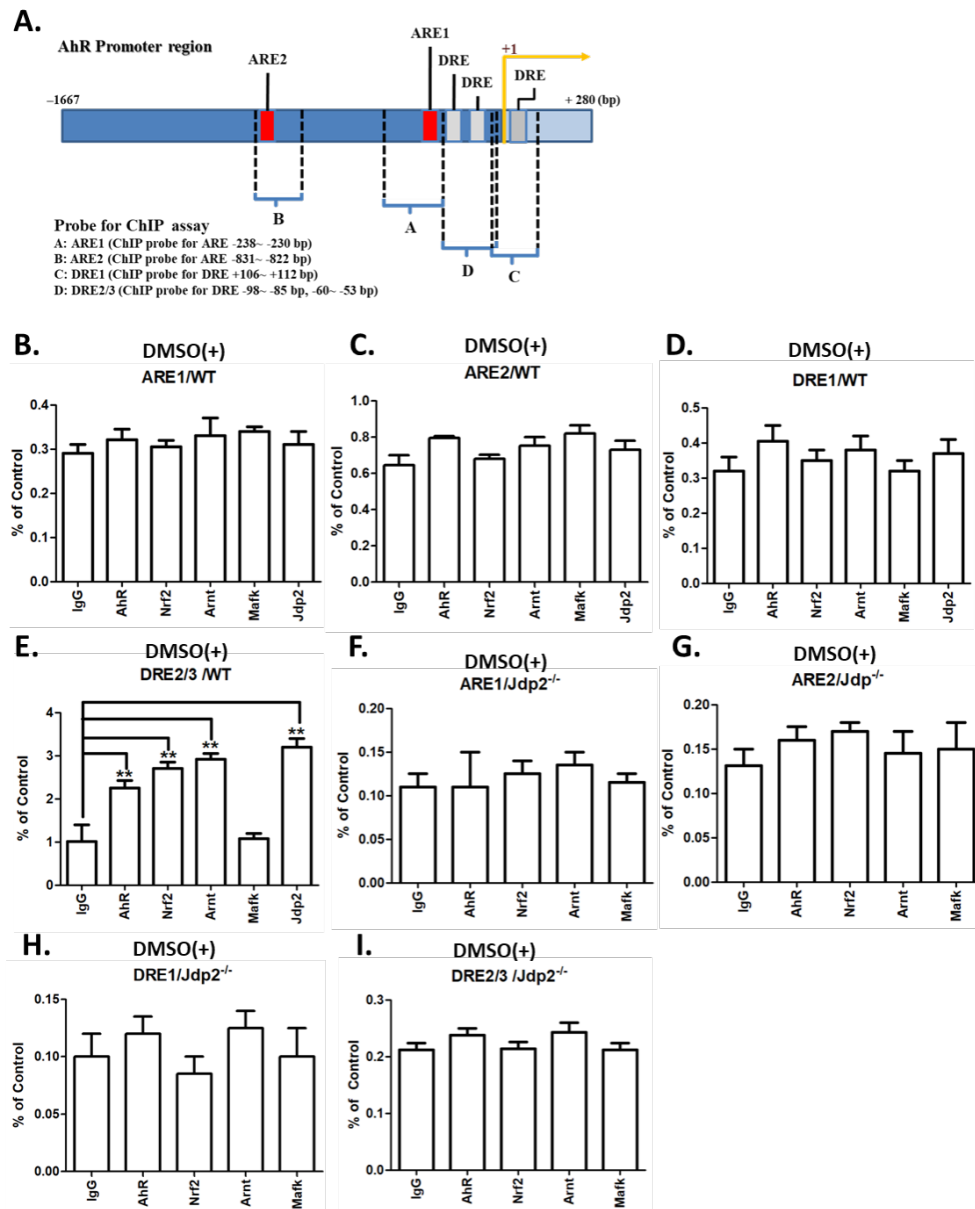 A.
AhR Promoter region
ARE2
ARE1
DRE
DRE
+1
DRE
–1667
+ 280 (bp)
B
A
D
C
Probe for ChIP assay
A: ARE1 (ChIP probe for ARE -238~ -230 bp)
B: ARE2 (ChIP probe for ARE -831~ -822 bp)
C: DRE1 (ChIP probe for DRE +106~ +112 bp)
D: DRE2/3 (ChIP probe for DRE -98~ -85 bp, -60~ -53 bp)
B.
DMSO(+)
ARE1/WT
% of Control
0.4
0.3
0.2
0.1
0.0
IgG
AhR
Nrf2
Arnt
Mafk
Jdp2
C.
DMSO(+)
ARE2/WT
% of Control
1.0
0.8
0.6
0.4
0.2
0.0
IgG
AhR
Nrf2
Arnt
Mafk
Jdp2
D.
DMSO(+)
DRE1/WT
% of Control
0.5
0.4
0.3
0.2
0.1
0.0
IgG
AhR
Nrf2
Arnt
Mafk
Jdp2
E.
DMSO(+)
DRE2/3 /WT
% of Control
4
3
2
1
0
**
**
**
**
IgG
AhR
Nrf2
Arnt
Mafk
Jdp2
F.
DMSO(+)
ARE1/Jdp2-/-
% of Control
0.15
0.10
0.05
0.00
IgG
AhR
Nrf2
Arnt
Mafk
G.
DMSO(+)
ARE2/Jdp-/-
% of Control
0.20
0.15
0.10
0.05
0.00
IgG
AhR
Nrf2
Arnt
Mafk
H.
DMSO(+)
DRE1/Jdp2-/-
% of Control
0.15
0.10
0.05
0.00
IgG
AhR
Nrf2
Arnt
Mafk
I.
DMSO(+)
DRE2/3 /Jdp2-/-
% of Control
0.3
0.2
0.1
0.0
IgG
AhR
Nrf2
Arnt
Mafk